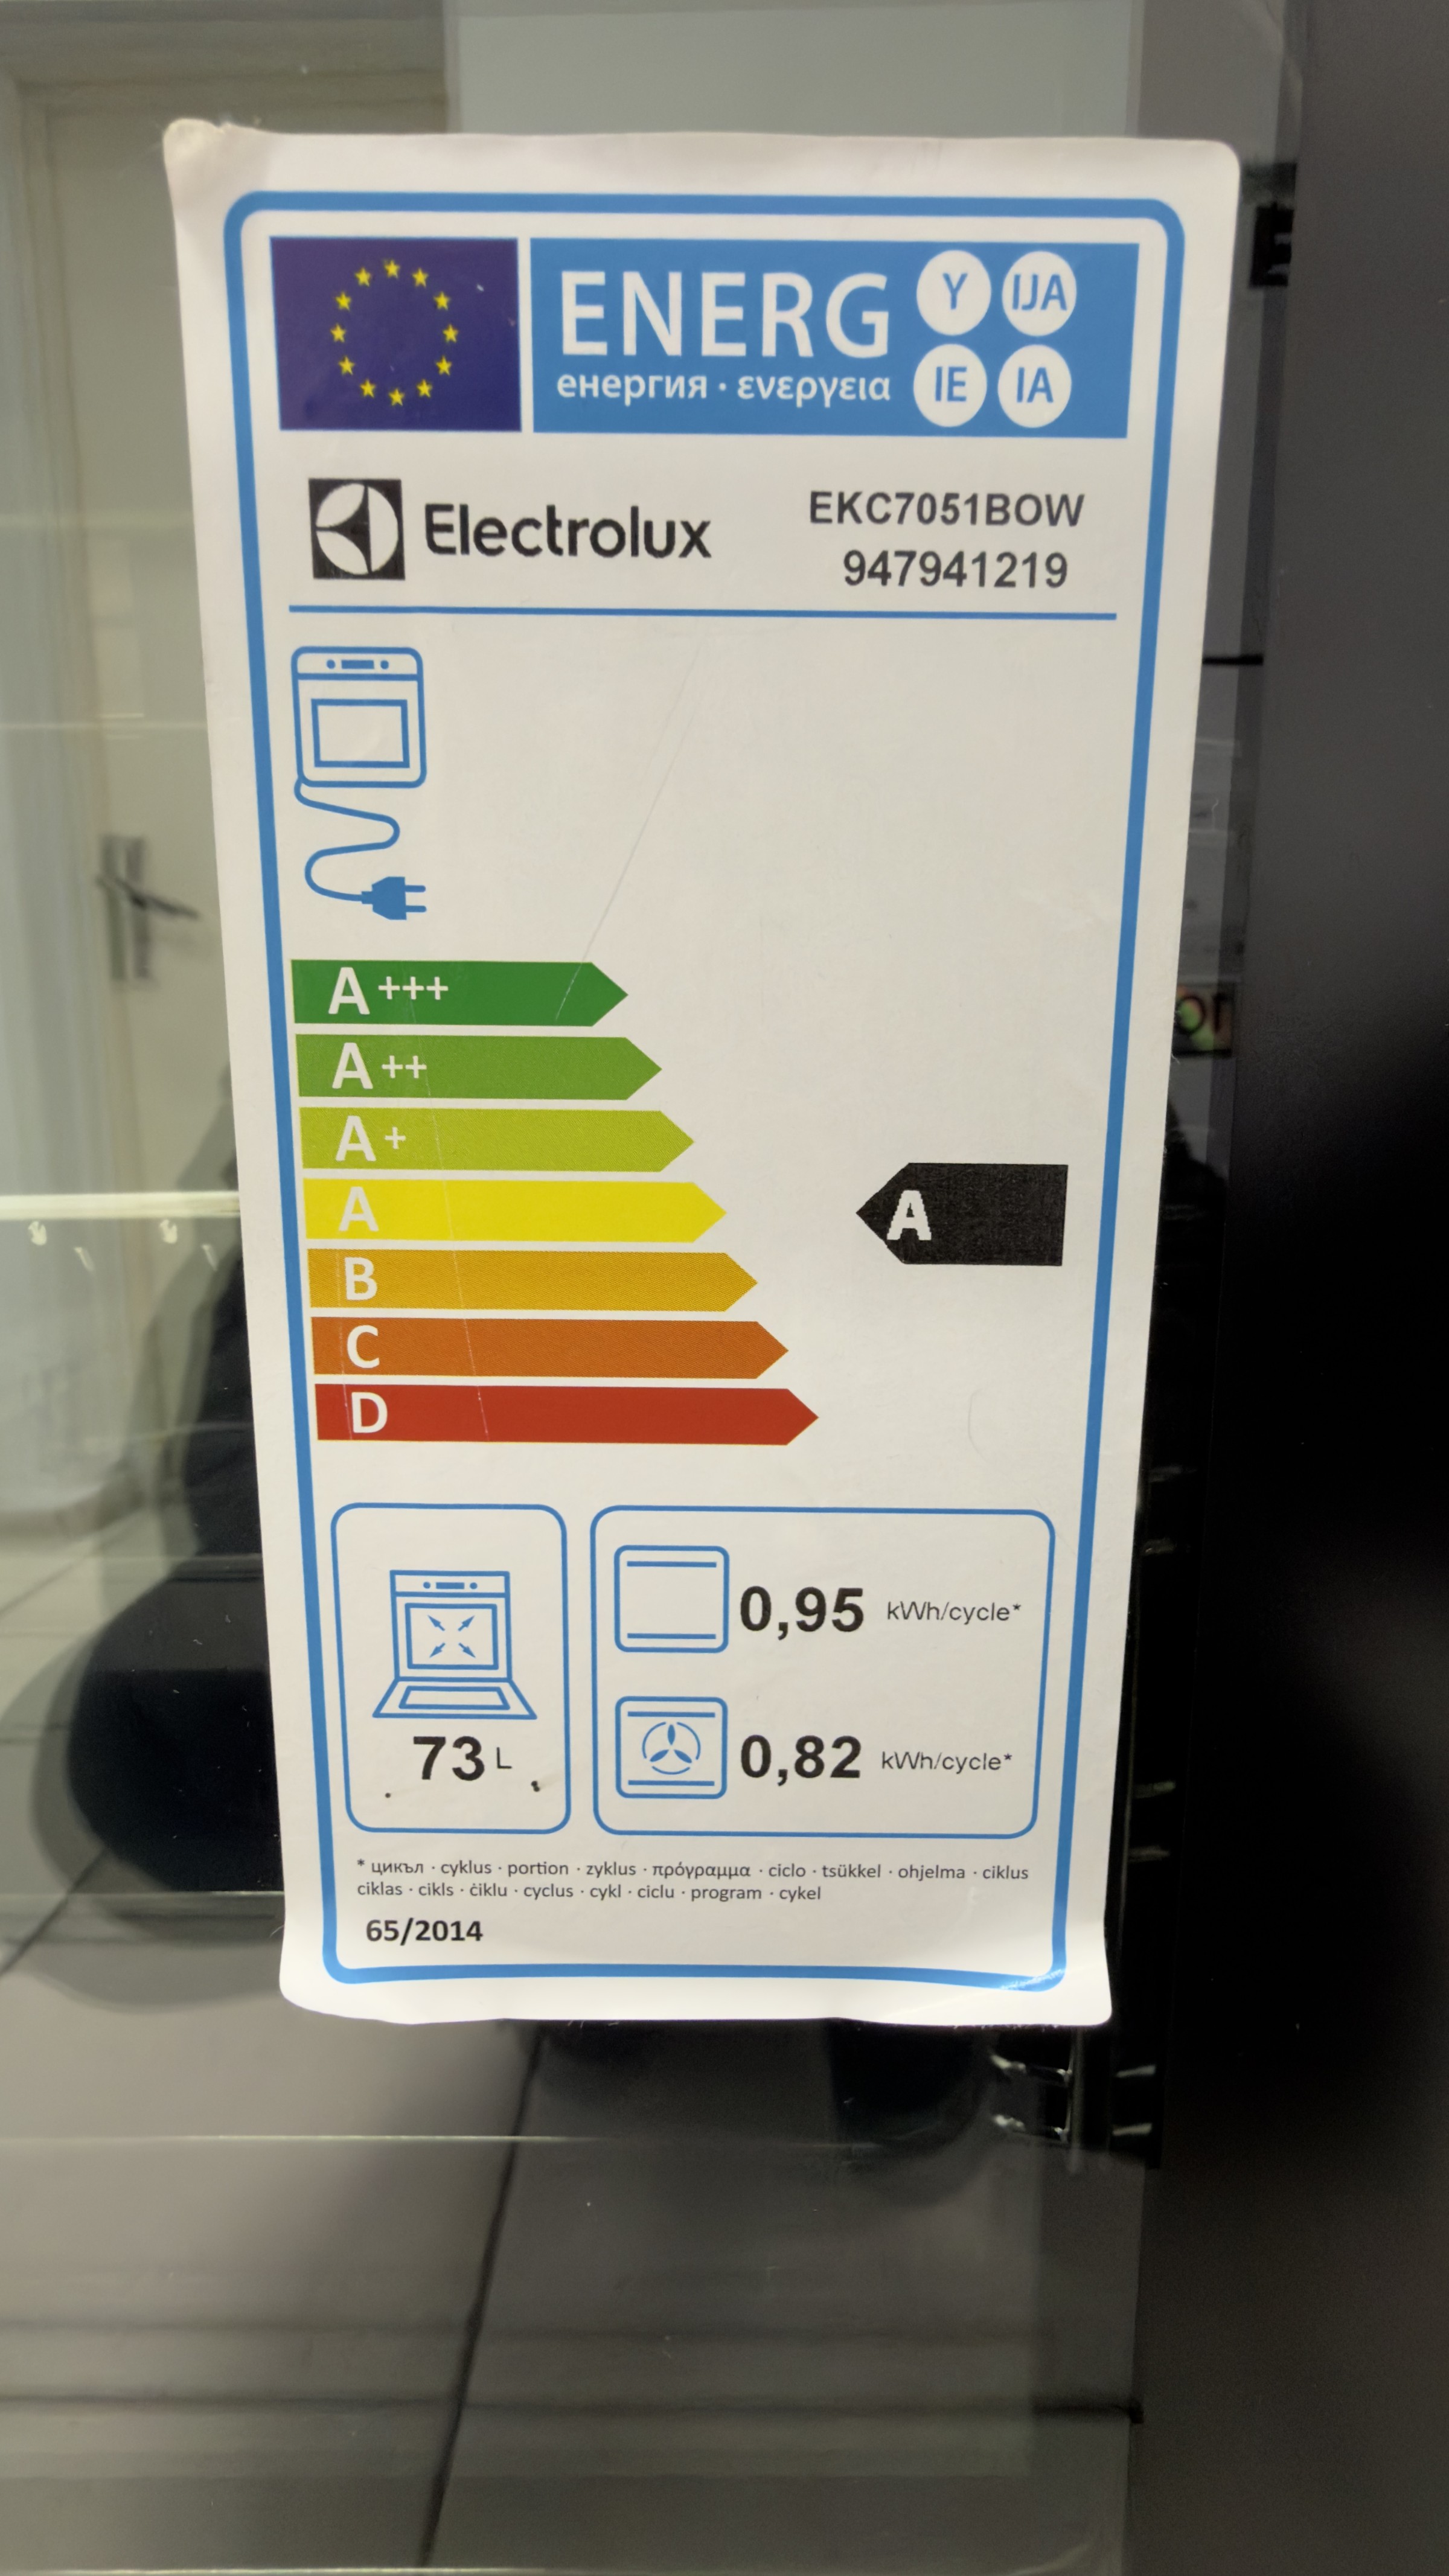 ENERG Y IJA
енергия · ενεργεια IE IA
Electrolux
EKC7051BOW
947941219
A+++
A++
A+
A
A
B
C
D
73 L
0,95 kWh/cycle*
0,82 kWh/cycle*
* цикъл · cyklus · portion · zyklus · πρόγραμμα · ciclo · tsükkel · ohjelma · ciklus
ciklas · cikls · ċiklu · cyclus · cykl · ciclu · program · cykel
65/2014